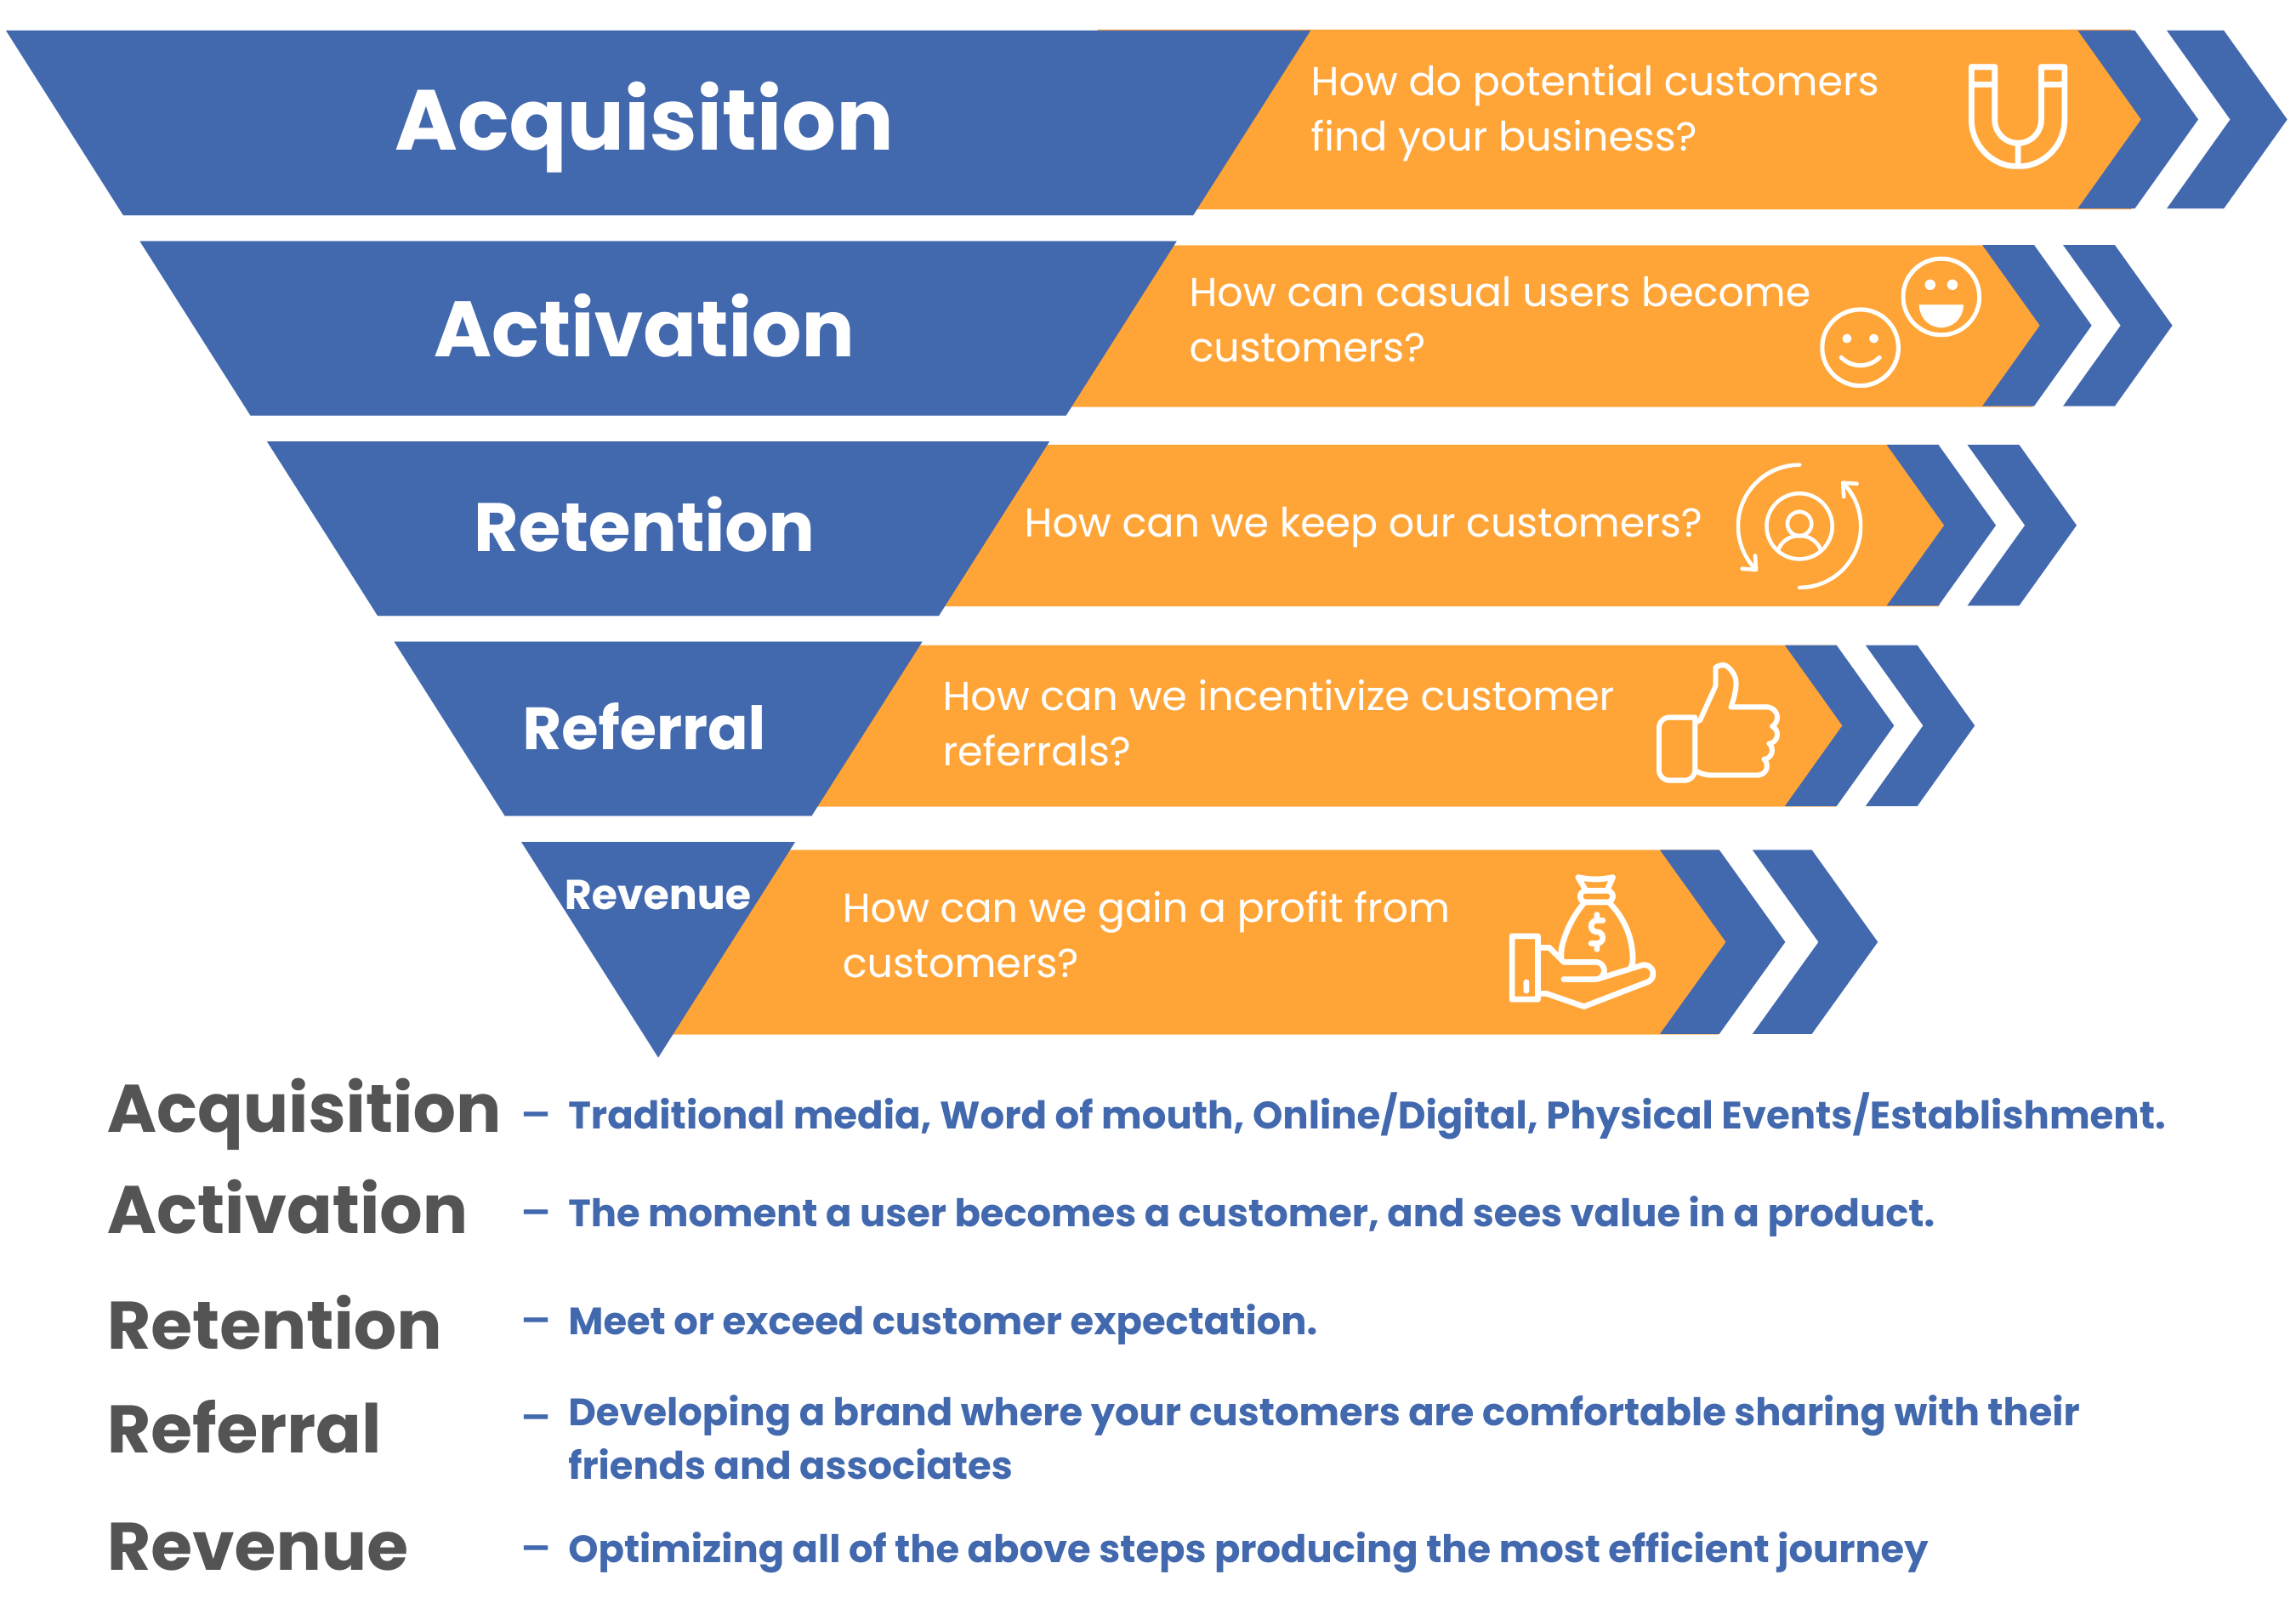 Acquisition
How do potential customers
find your business?
Activation
How can casual users become
customers?
Retention
How can we keep our customers?
Referral
How can we incentivize customer
referrals?
Revenue
How can we gain a profit from
customers?
$
Acquisition – Traditional media, Word of mouth, Online/Digital, Physical Events/Establishment.
Activation – The moment a user becomes a customer, and sees value in a product.
Retention – Meet or exceed customer expectation.
Referral – Developing a brand where your customers are comfortable sharing with their
friends and associates
Revenue – Optimizing all of the above steps producing the most efficient journey